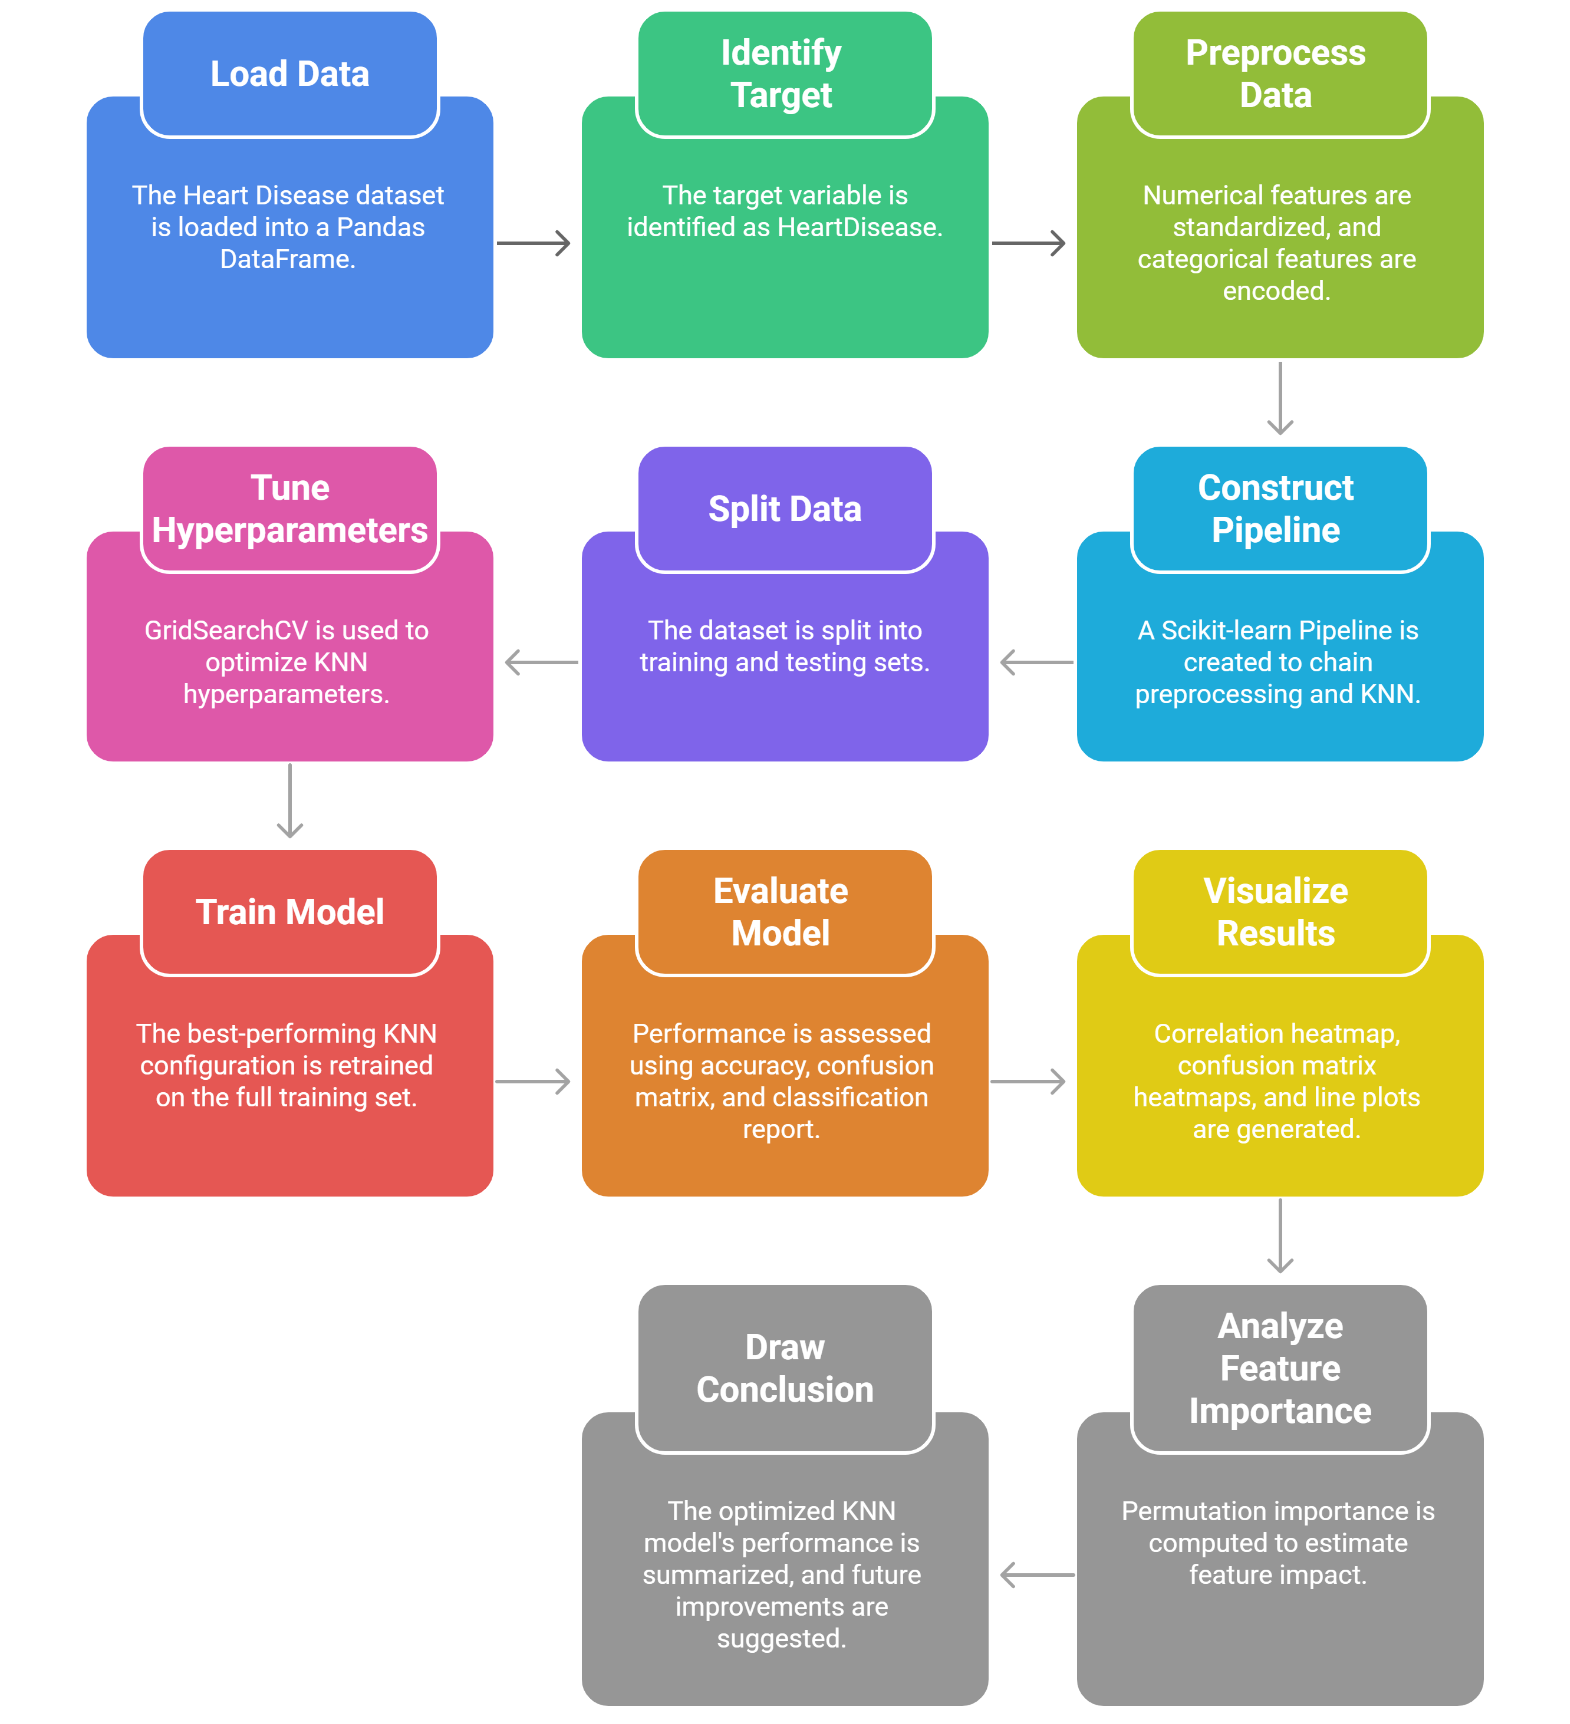 Load Data
The Heart Disease dataset
is loaded into a Pandas
DataFrame.
Identify
Target
The target variable is
identified as HeartDisease.
Preprocess
Data
Numerical features are
standardized, and
categorical features are
encoded.
Construct
Pipeline
A Scikit-learn Pipeline is
created to chain
preprocessing and KNN.
Split Data
The dataset is split into
training and testing sets.
Tune
Hyperparameters
GridSearchCV is used to
optimize KNN
hyperparameters.
Train Model
The best-performing KNN
configuration is retrained
on the full training set.
Evaluate
Model
Performance is assessed
using accuracy, confusion
matrix, and classification
report.
Visualize
Results
Correlation heatmap,
confusion matrix
heatmaps, and line plots
are generated.
Analyze
Feature
Importance
Permutation importance is
computed to estimate
feature impact.
Draw
Conclusion
The optimized KNN
model's performance is
summarized, and future
improvements are
suggested.